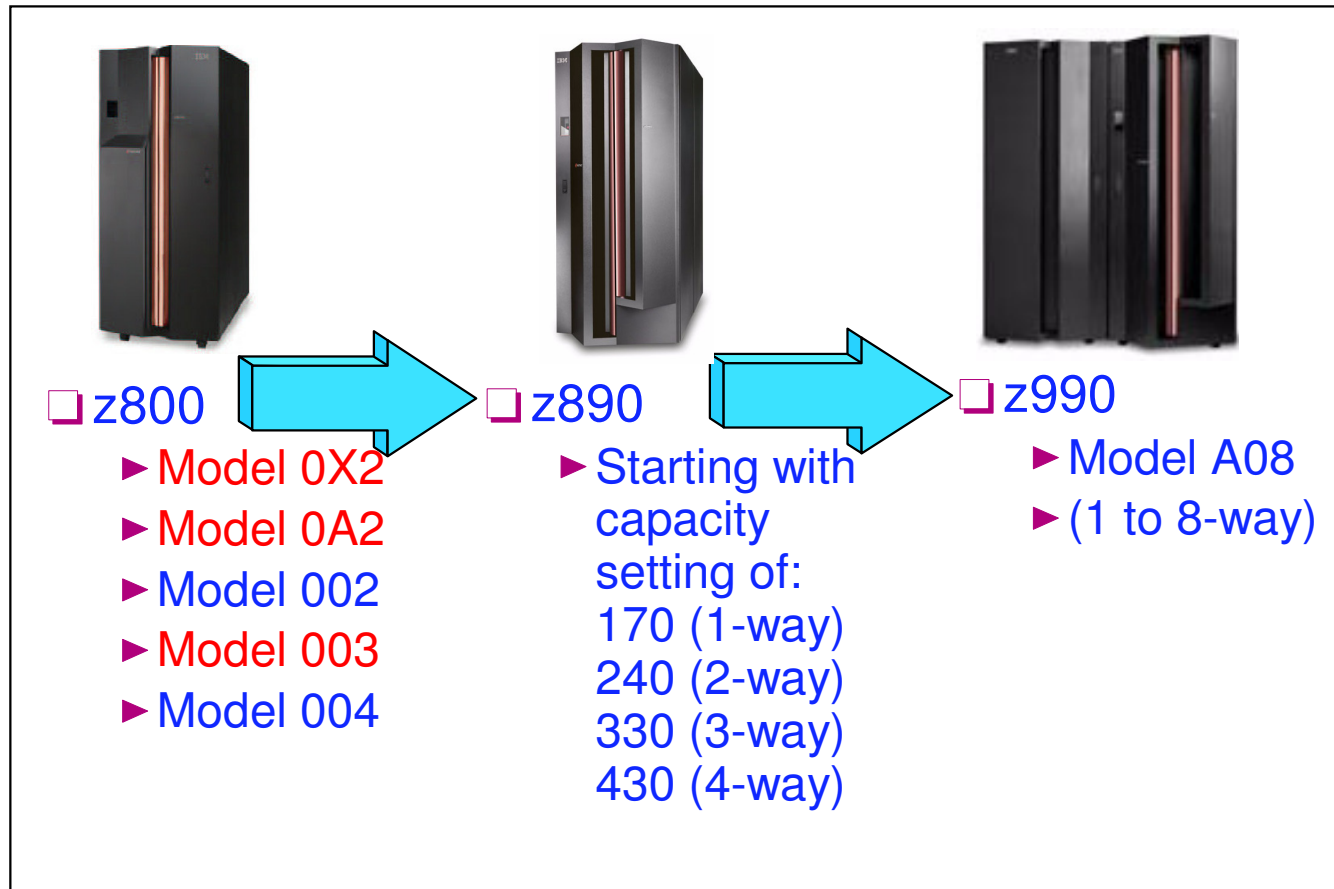 z800
Model 0X2
Model 0A2
Model 002
Model 003
Model 004
z890
Starting with
capacity
setting of:
170 (1-way)
240 (2-way)
330 (3-way)
430 (4-way)
z990
Model A08
(1 to 8-way)